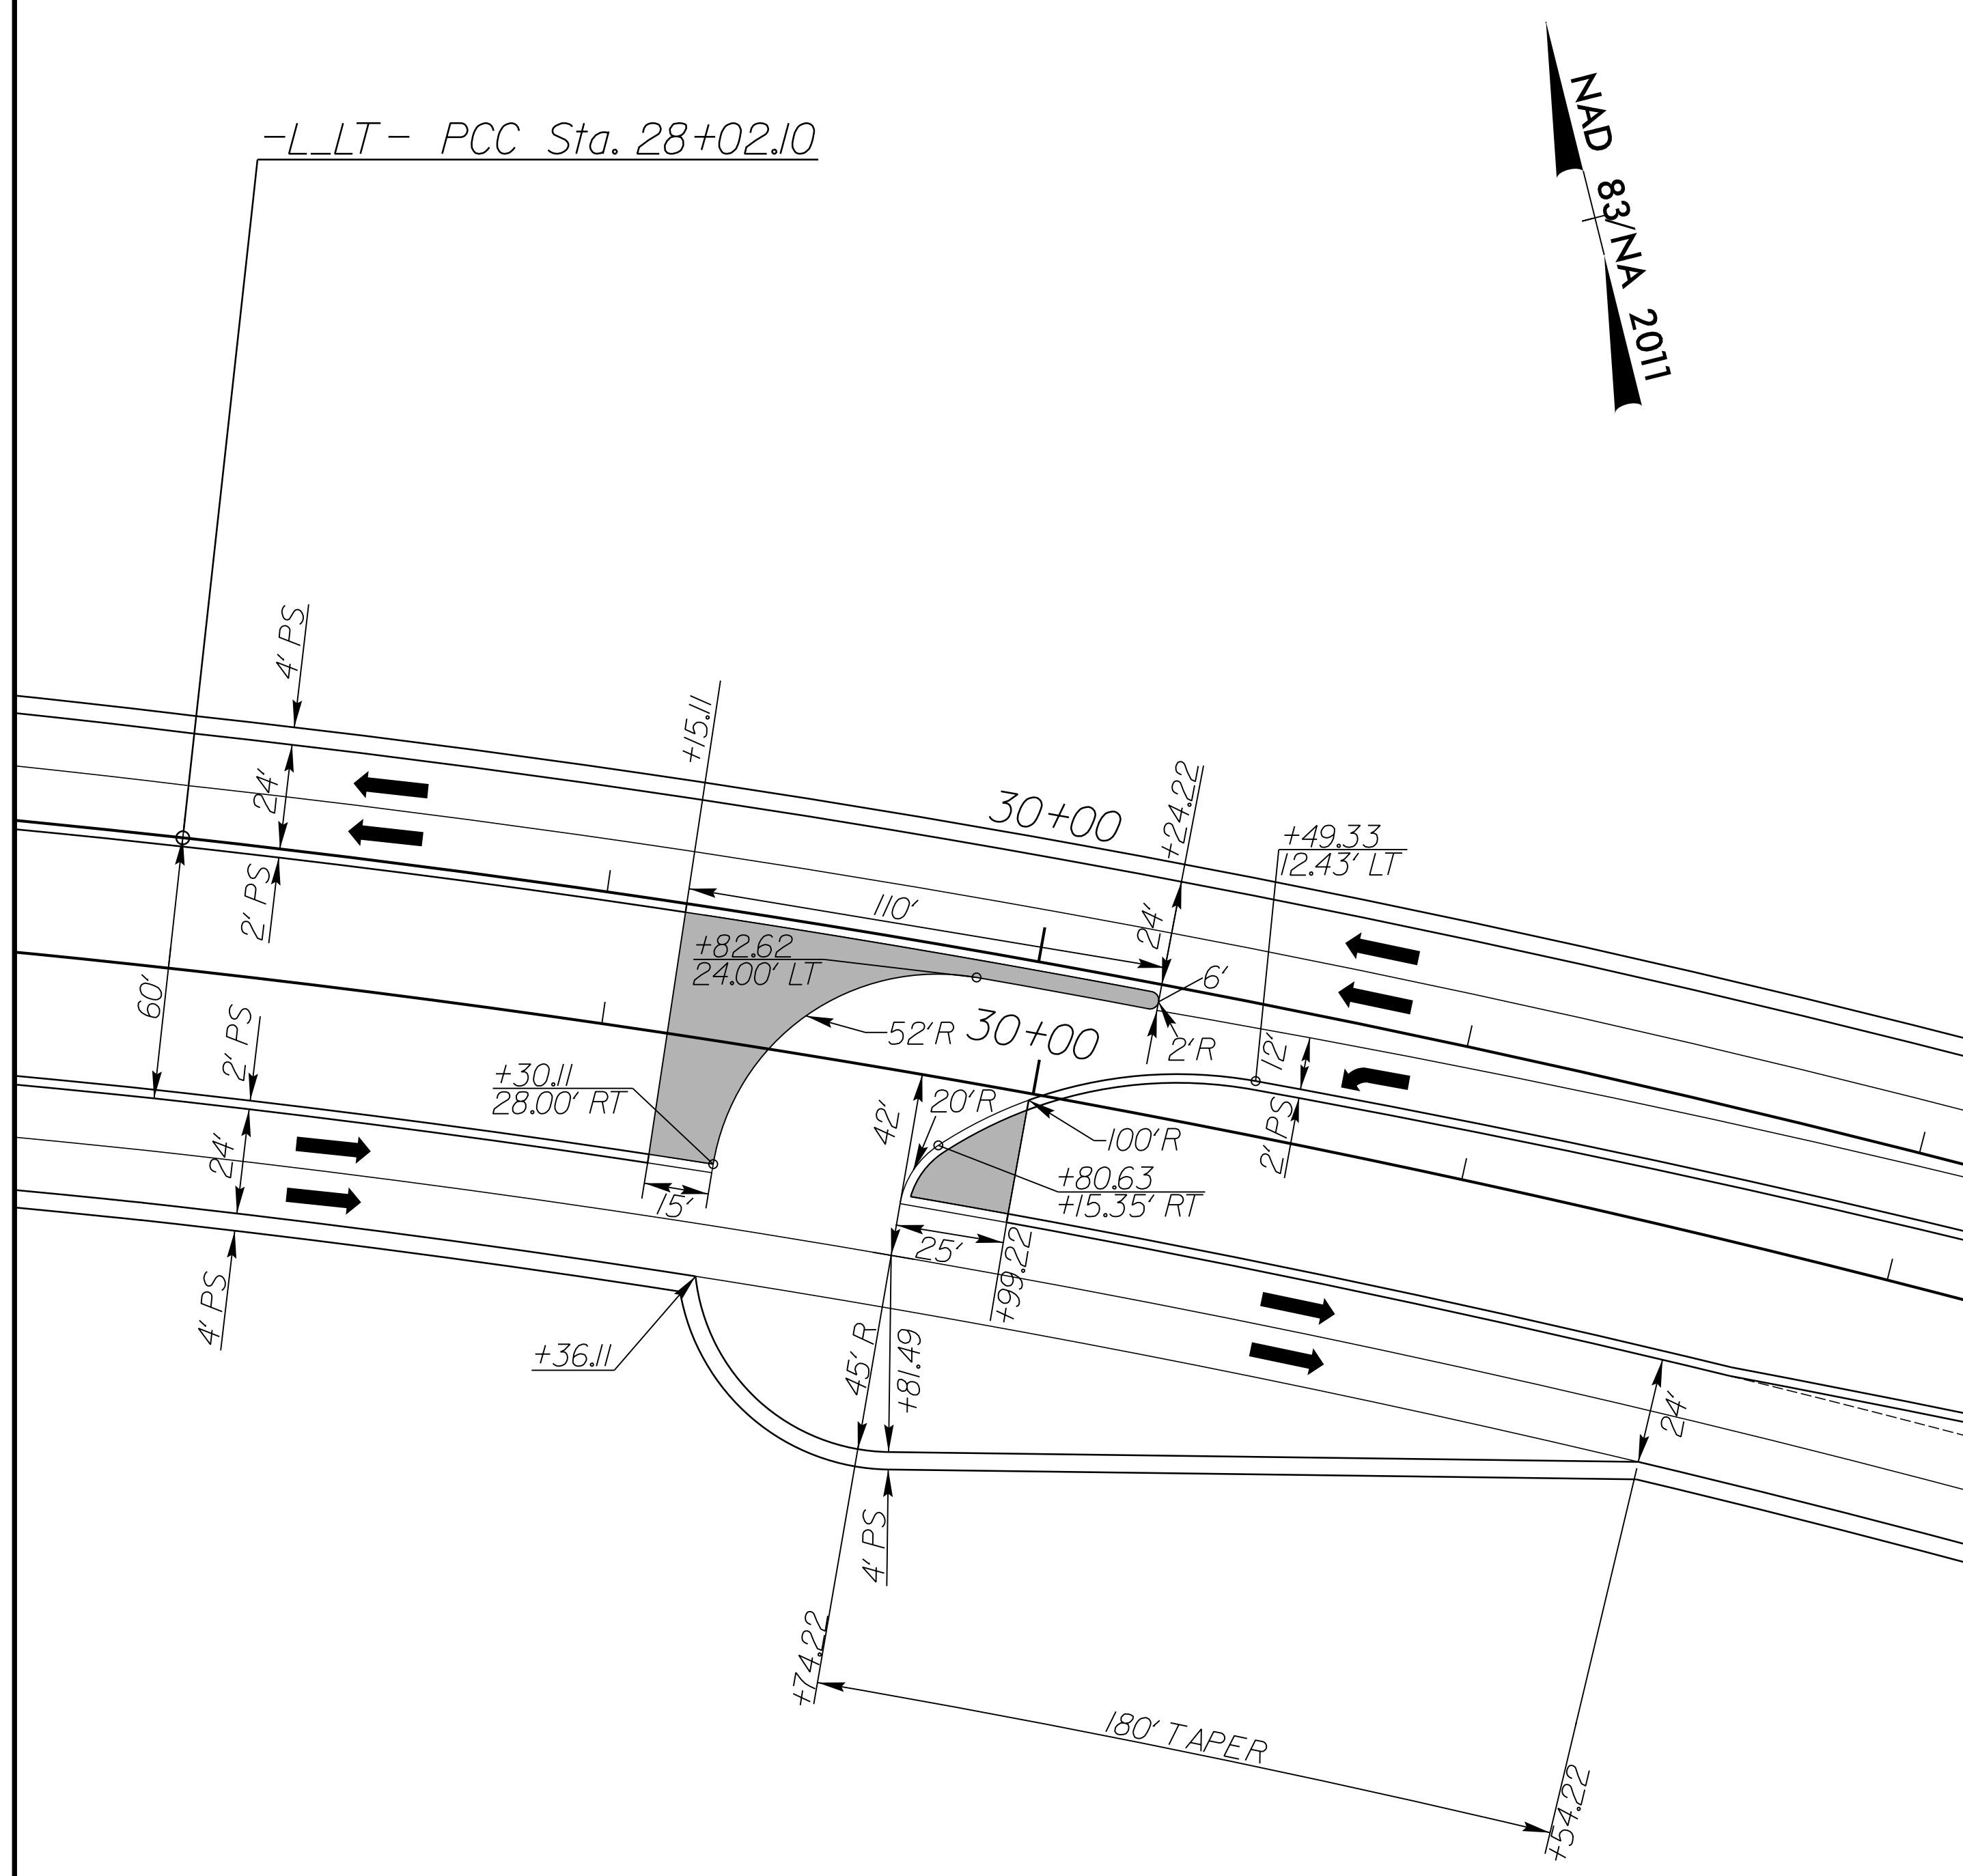 -L_LT- PCC Sta. 28+02.10
NAD 83/NA 2011
4' PS
24'
2' PS
60'
2' PS
24'
4' PS
+15.11
110'
30+00
+24.22
24'
+49.33
12.43' LT
+82.62
24.00' LT
6'
52'R
30+00
2'R
12'
+30.11
28.00' RT
42'
20'R
100'R
2' PS
+80.63
+15.35' RT
15'
25'
+99.22
+36.11
45' R
+81.49
24'
4' PS
+74.22
180' TAPER
+54.22